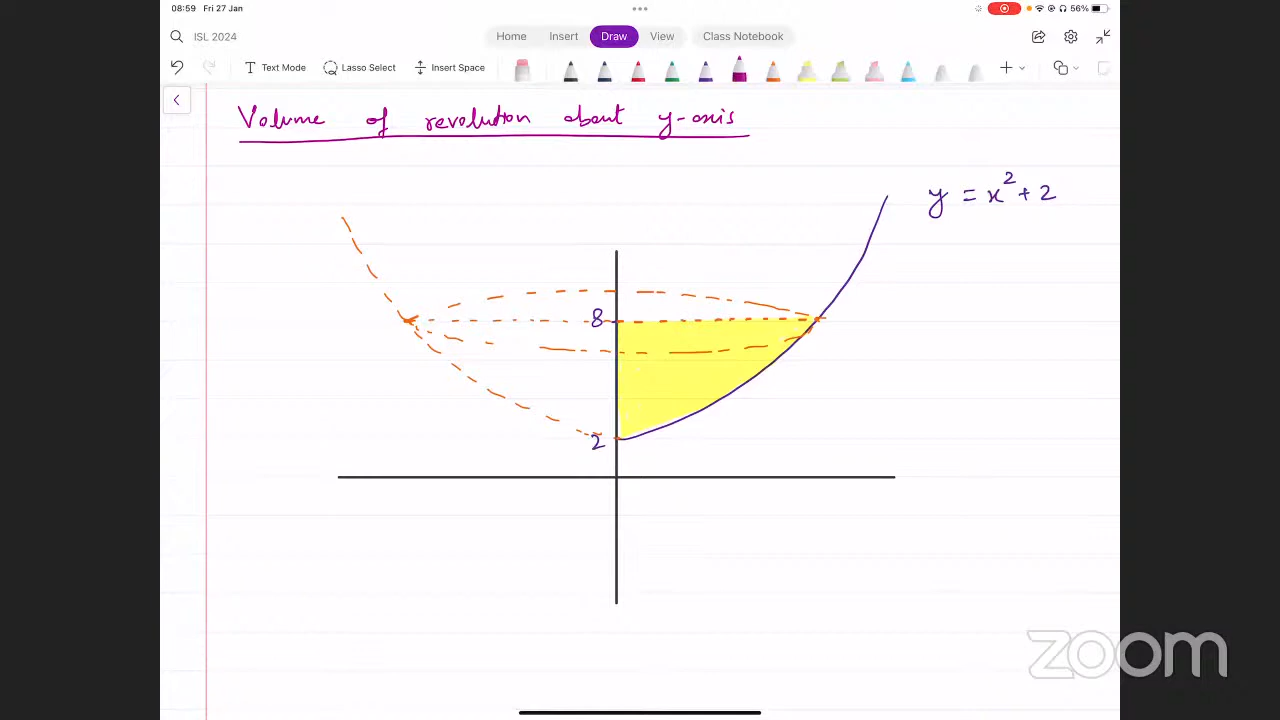 08:59 Fri 27 Jan 56%
ISL 2024 Home Insert Draw View Class Notebook
T Text Mode Lasso Select Insert Space
Volume of revolution about y-axis
y = x² + 2
8
2
zoom